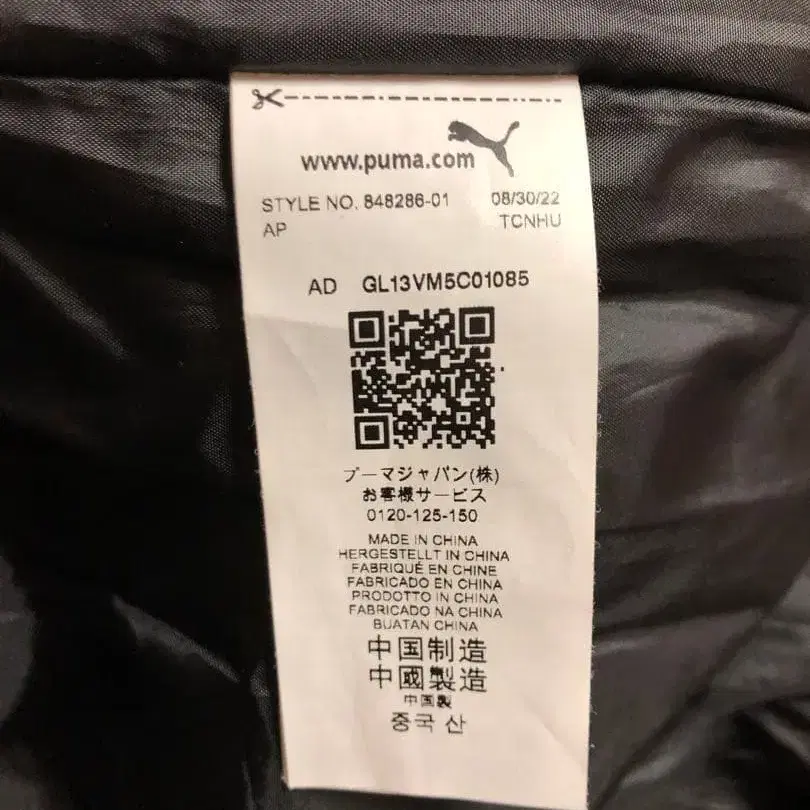 www.puma.com
STYLE NO. 848286-01 08/30/22
AP TCNHU
AD GL13VM5C01085
プーマジャパン(株)
お客様サービス
0120-125-150
MADE IN CHINA
HERGESTELLT IN CHINA
FABRIQUÉ EN CHINE
FABRICADO EN CHINA
PRODOTTO IN CHINA
FABRICADO NA CHINA
BUATAN CHINA
中国制造
中國製造
中国製
중국 산